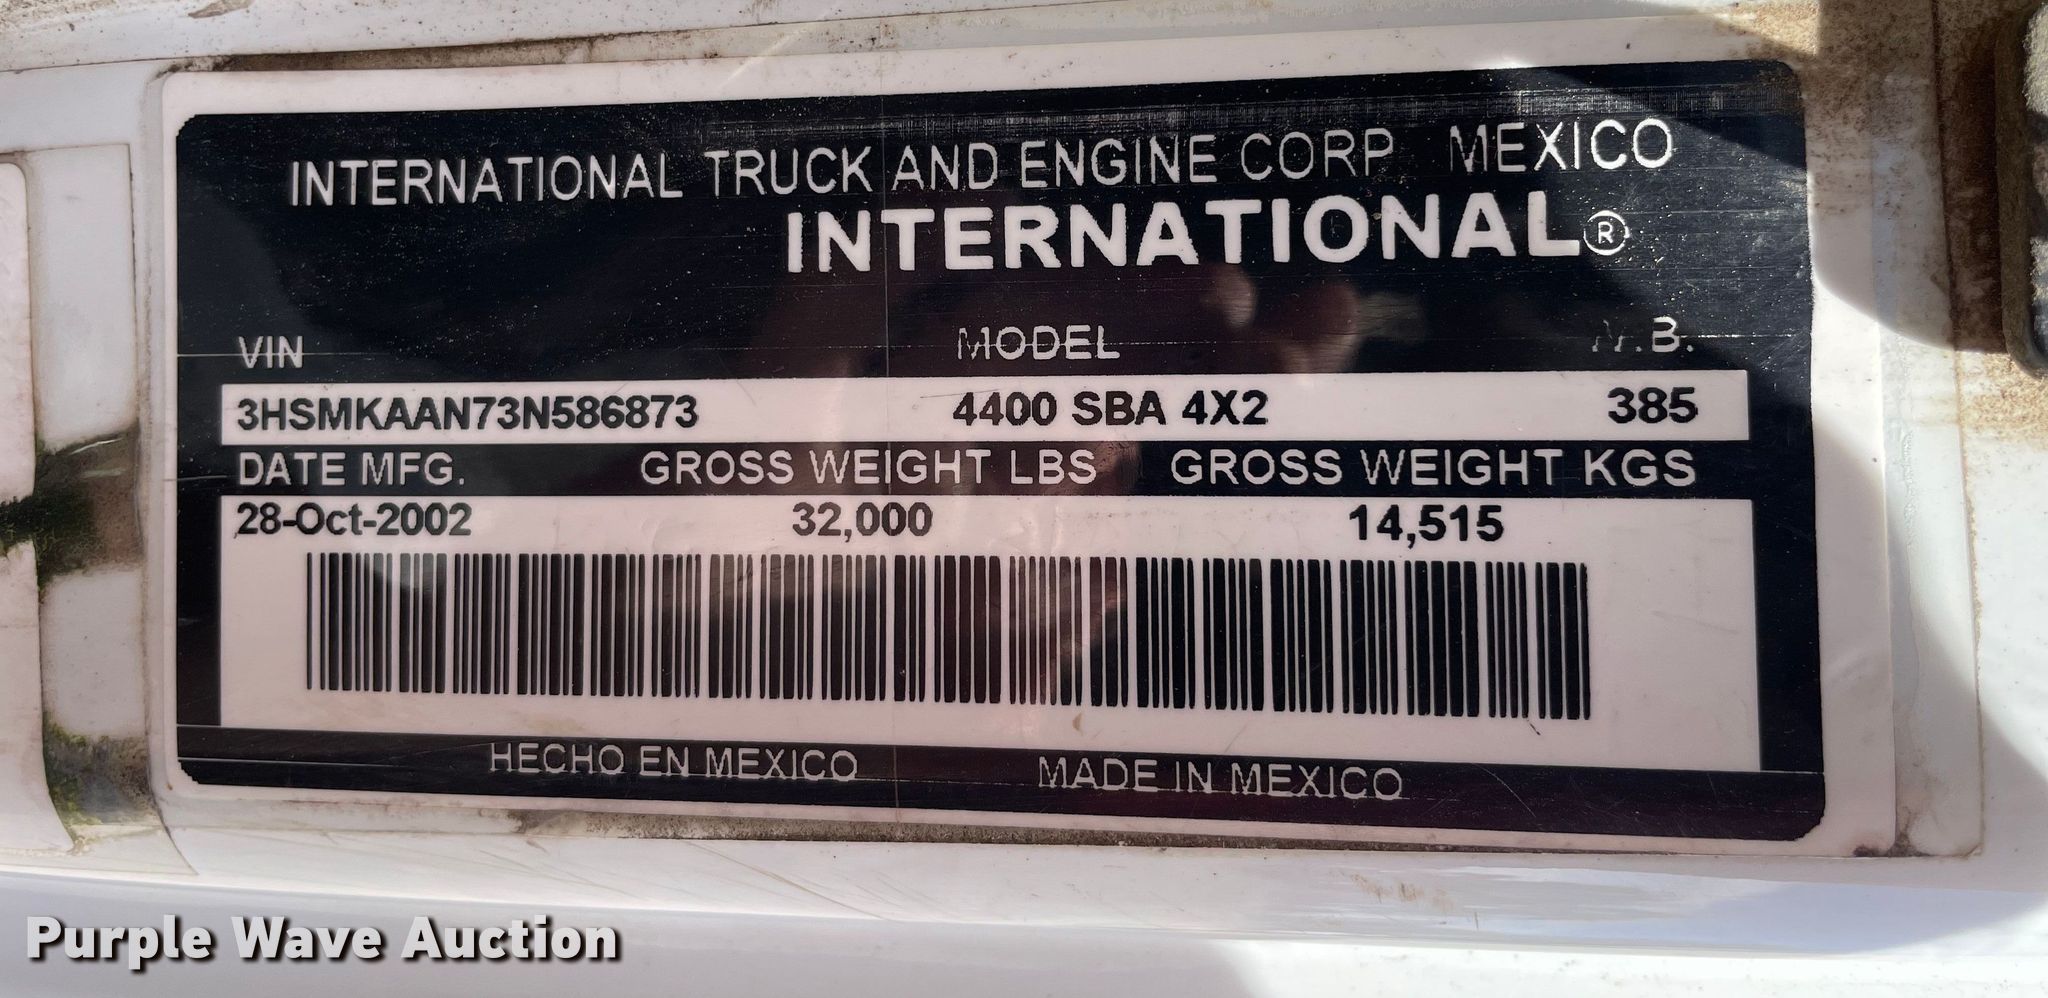 INTERNATIONAL TRUCK AND ENGINE CORP MEXICO
INTERNATIONAL®
VIN MODEL N.B.
3HSMKAAN73N586873 4400 SBA 4X2 385
DATE MFG. GROSS WEIGHT LBS GROSS WEIGHT KGS
28-Oct-2002 32,000 14,515
HECHO EN MEXICO MADE IN MEXICO
Purple Wave Auction